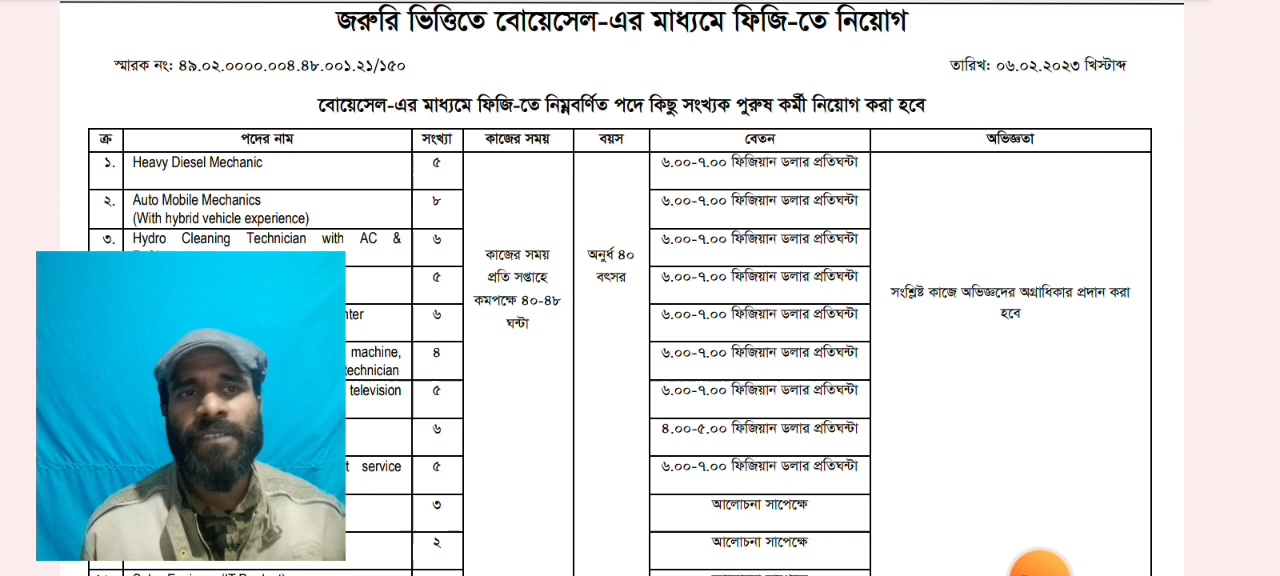 জরুরি ভিত্তিতে বোয়েসেল-এর মাধ্যমে ফিজি-তে নিয়োগ
স্মারক নং: ৪৯.০২.০০০০.০০৪.৪৮.০০১.২১/১৫০ তারিখ: ০৬.০২.২০২৩ খিস্টাব্দ
বোয়েসেল-এর মাধ্যমে ফিজি-তে নিম্নবর্ণিত পদে কিছু সংখ্যক পুরুষ কর্মী নিয়োগ করা হবে
ক্র পদের নাম সংখ্যা কাজের সময় বয়স বেতন অভিজ্ঞতা
১. Heavy Diesel Mechanic ৫ ৬.০০-৭.০০ ফিজিয়ান ডলার প্রতিঘন্টা
২. Auto Mobile Mechanics ৮ ৬.০০-৭.০০ ফিজিয়ান ডলার প্রতিঘন্টা
(With hybrid vehicle experience)
৩. Hydro Cleaning Technician with AC & ৬ ৬.০০-৭.০০ ফিজিয়ান ডলার প্রতিঘন্টা
কাজের সময় অনুর্ধ ৪০
৫ প্রতি সপ্তাহে বৎসর ৬.০০-৭.০০ ফিজিয়ান ডলার প্রতিঘন্টা
সংশ্লিষ্ট কাজে অভিজ্ঞদের অগ্রাধিকার প্রদান করা
কমপক্ষে ৪০-৪৮
৬ ৬.০০-৭.০০ ফিজিয়ান ডলার প্রতিঘন্টা হবে
ঘন্টা
machine, ৪ ৬.০০-৭.০০ ফিজিয়ান ডলার প্রতিঘন্টা
technician
television ৫ ৬.০০-৭.০০ ফিজিয়ান ডলার প্রতিঘন্টা
৬ ৪.০০-৫.০০ ফিজিয়ান ডলার প্রতিঘন্টা
service ৫ ৬.০০-৭.০০ ফিজিয়ান ডলার প্রতিঘন্টা
৩ আলোচনা সাপেক্ষে
২ আলোচনা সাপেক্ষে